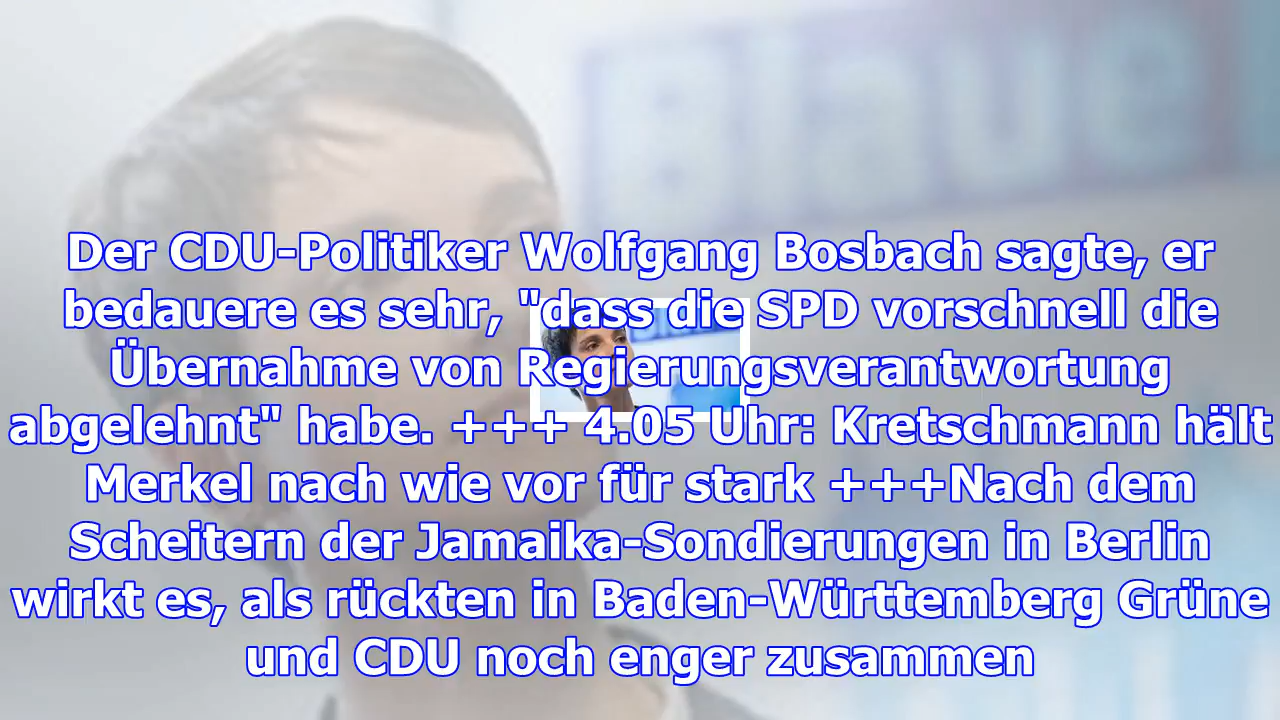 Blaue
Der CDU-Politiker Wolfgang Bosbach sagte, er
bedauere es sehr, "dass die SPD vorschnell die
Übernahme von Regierungsverantwortung
abgelehnt" habe. +++ 4.05 Uhr: Kretschmann hält
Merkel nach wie vor für stark +++Nach dem
Scheitern der Jamaika-Sondierungen in Berlin
wirkt es, als rückten in Baden-Württemberg Grüne
und CDU noch enger zusammen